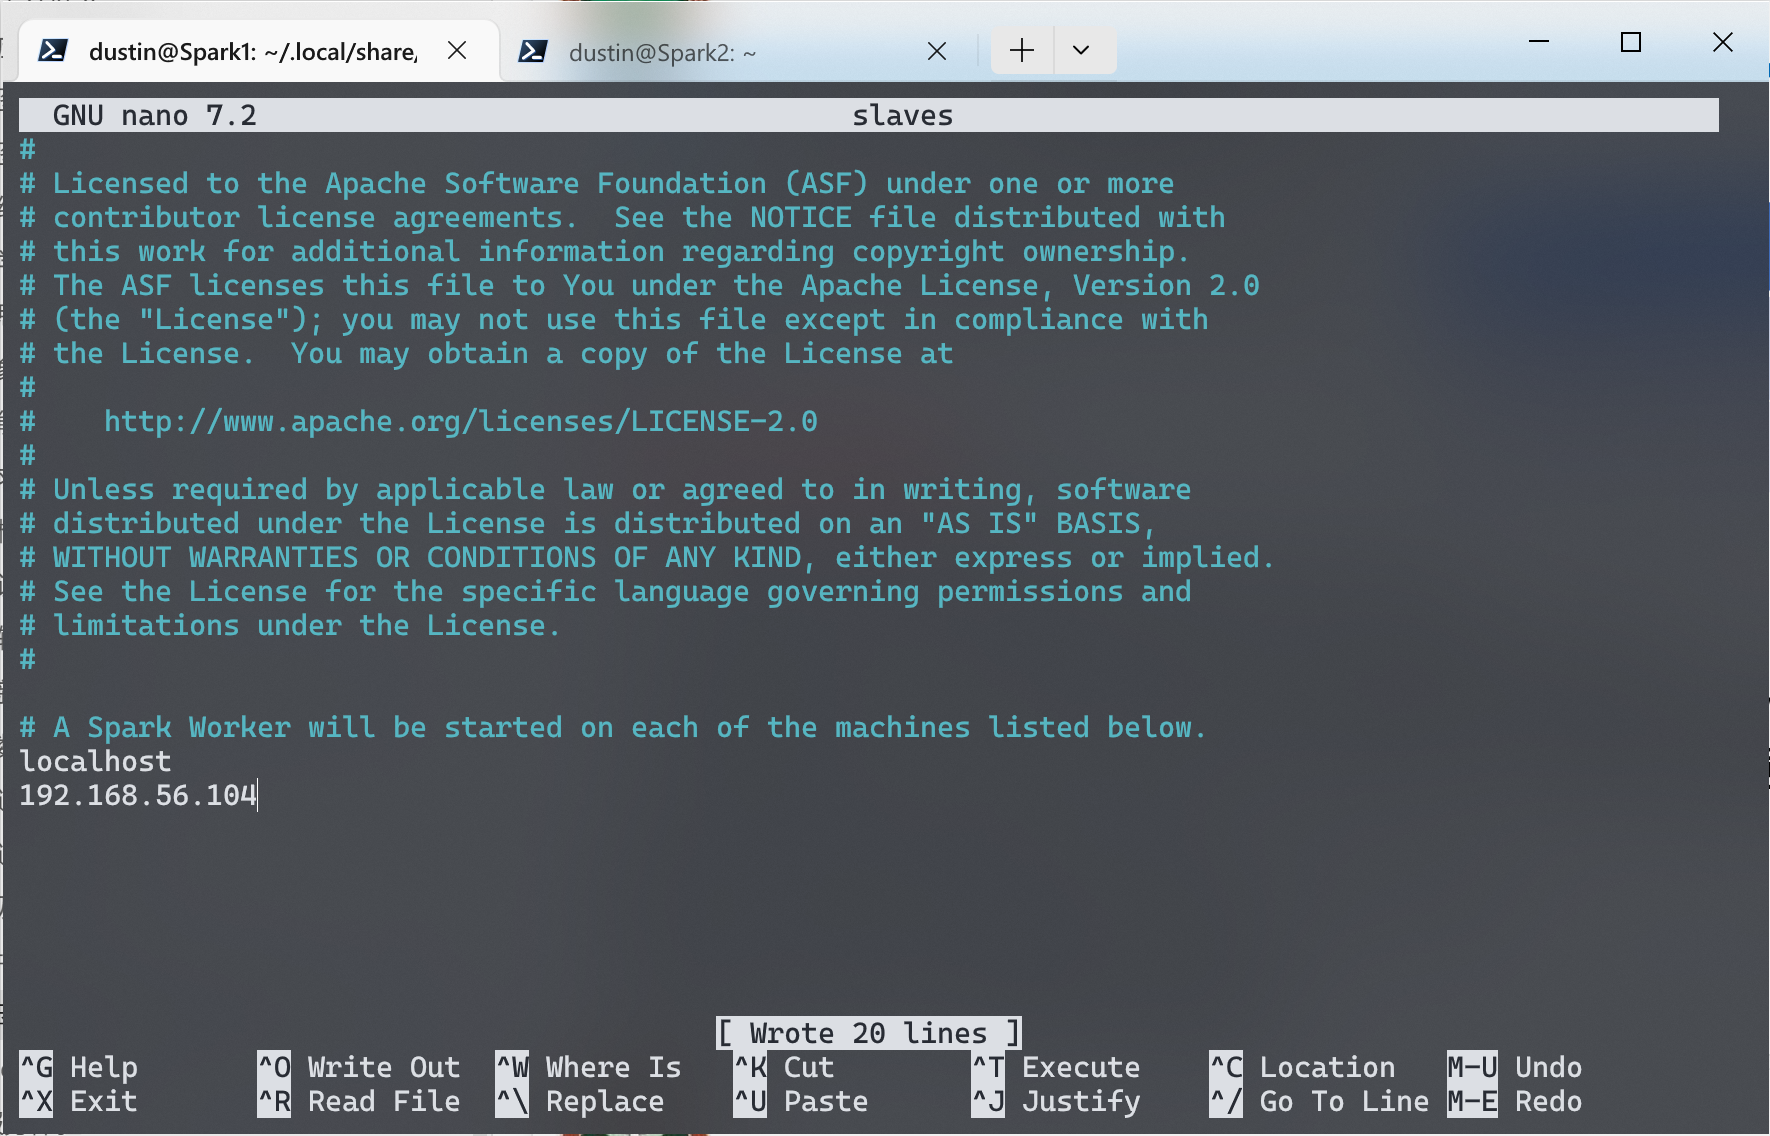 dustin@Spark1: ~/.local/share/
dustin@Spark2: ~
GNU nano 7.2 slaves
#
# Licensed to the Apache Software Foundation (ASF) under one or more
# contributor license agreements.  See the NOTICE file distributed with
# this work for additional information regarding copyright ownership.
# The ASF licenses this file to You under the Apache License, Version 2.0
# (the "License"); you may not use this file except in compliance with
# the License.  You may obtain a copy of the License at
#
#    http://www.apache.org/licenses/LICENSE-2.0
#
# Unless required by applicable law or agreed to in writing, software
# distributed under the License is distributed on an "AS IS" BASIS,
# WITHOUT WARRANTIES OR CONDITIONS OF ANY KIND, either express or implied.
# See the License for the specific language governing permissions and
# limitations under the License.
#
# A Spark Worker will be started on each of the machines listed below.
localhost
192.168.56.104
[ Wrote 20 lines ]
^G Help ^O Write Out ^W Where Is ^K Cut ^T Execute ^C Location M-U Undo
^X Exit ^R Read File ^\ Replace ^U Paste ^J Justify ^/ Go To Line M-E Redo